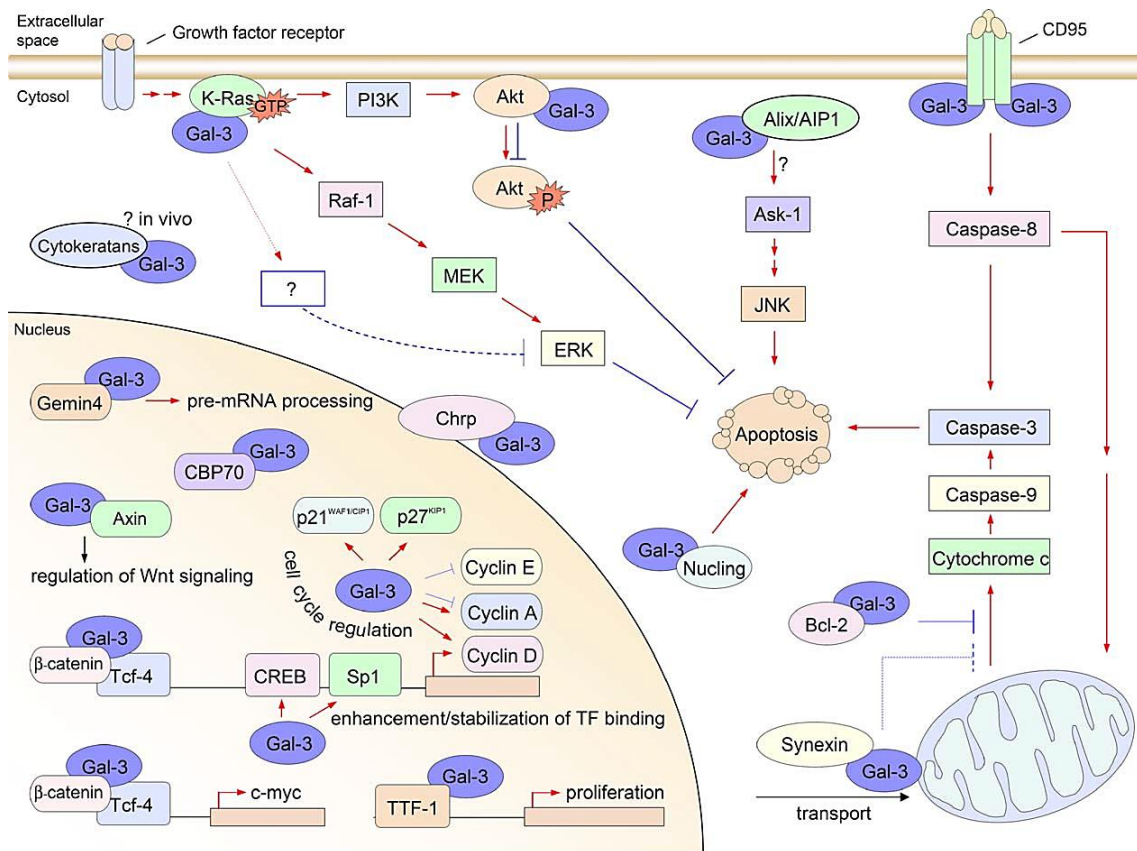 Extracellular
space
Growth factor receptor
CD95
Cytosol
K-Ras
GTP
Gal-3
PI3K
Akt
Gal-3
Akt
P
Gal-3
Alix/AIP1
?
Ask-1
JNK
Gal-3
Gal-3
Caspase-8
Raf-1
MEK
ERK
? in vivo
Cytokeratans
Gal-3
?
Nucleus
Gal-3
Gemin4
pre-mRNA processing
Chrp
Gal-3
Apoptosis
Caspase-3
Caspase-9
Cytochrome c
Gal-3
CBP70
Gal-3
Axin
regulation of Wnt signaling
p21WAF1/CIP1
p27KIP1
Gal-3
cell cycle regulation
Cyclin E
Cyclin A
Cyclin D
Gal-3
Nucling
Gal-3
Bcl-2
Gal-3
β-catenin
Tcf-4
CREB
Sp1
enhancement/stabilization of TF binding
Gal-3
Synexin
Gal-3
transport
Gal-3
β-catenin
Tcf-4
c-myc
Gal-3
TTF-1
proliferation